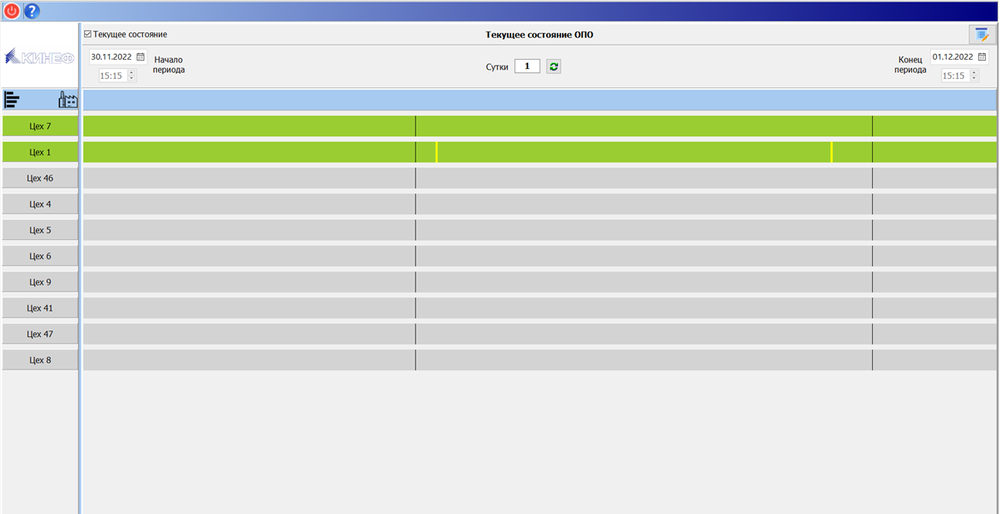 ?
КИНЕФ
Текущее состояние
Текущее состояние ОПО
30.11.2022
15:15
Начало
периода
Сутки 1
Конец
периода
01.12.2022
15:15
Цех 7
Цех 1
Цех 46
Цех 4
Цех 5
Цех 6
Цех 9
Цех 41
Цех 47
Цех 8